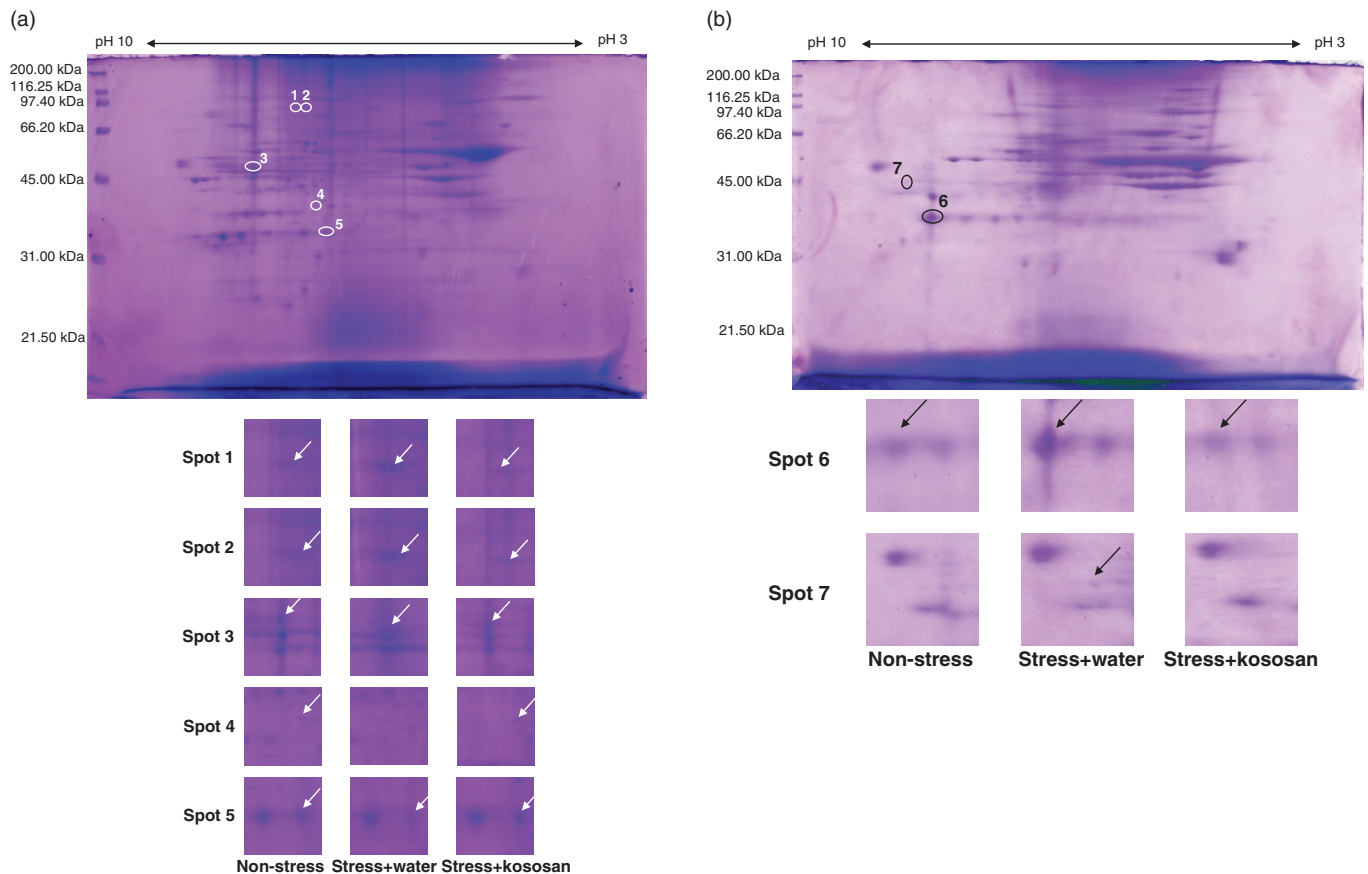 (a)
pH 10
pH 3
200.00 kDa
116.25 kDa
97.40 kDa
66.20 kDa
45.00 kDa
31.00 kDa
21.50 kDa
1 2
3
4
5
Spot 1
Spot 2
Spot 3
Spot 4
Spot 5
Non-stress Stress+water Stress+kososan
(b)
pH 10
pH 3
200.00 kDa
116.25 kDa
97.40 kDa
66.20 kDa
45.00 kDa
31.00 kDa
21.50 kDa
7
6
Spot 6
Spot 7
Non-stress Stress+water Stress+kososan